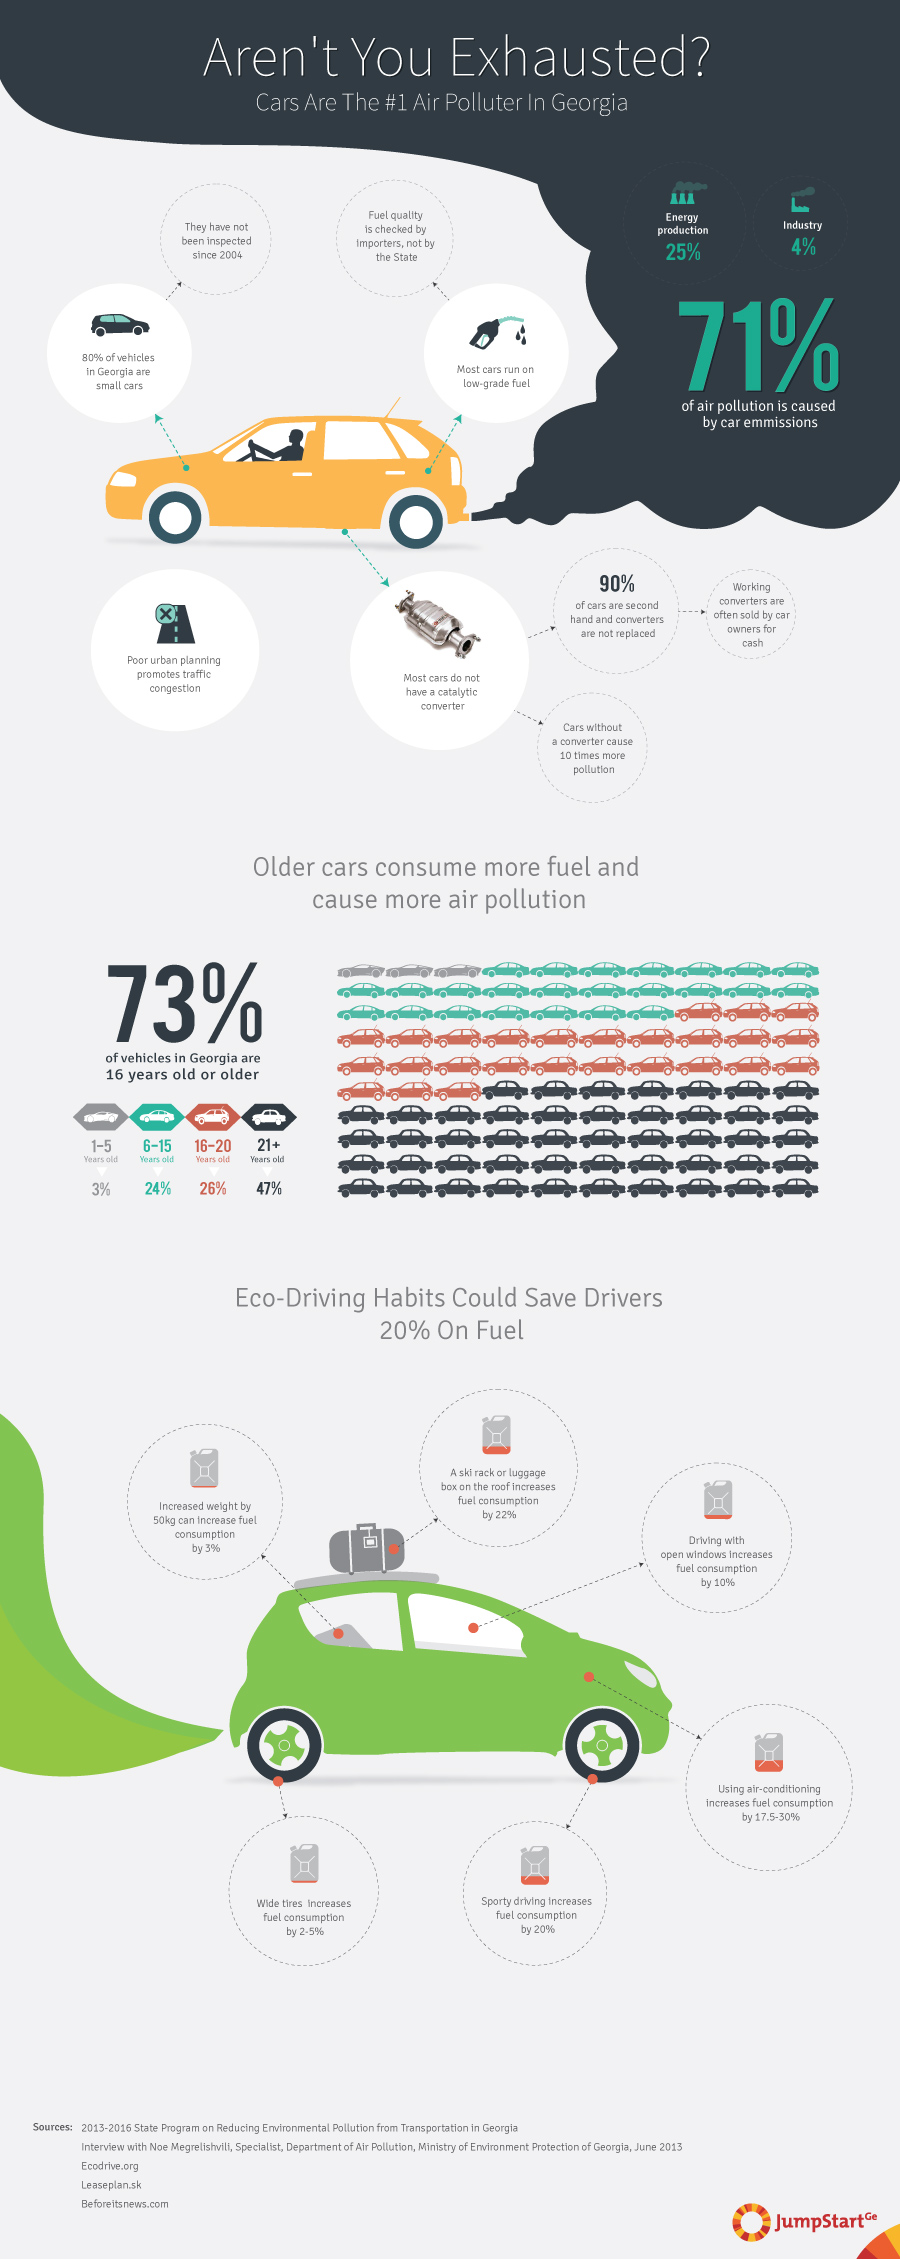 Aren't You Exhausted?
Cars Are The #1 Air Polluter In Georgia
They have not
been inspected
since 2004
Fuel quality
is checked by
importers, not by
the State
Energy
production
25%
Industry
4%
71%
of air pollution is caused
by car emmissions
80% of vehicles
in Georgia are
small cars
Most cars run on
low-grade fuel
Poor urban planning
promotes traffic
congestion
Most cars do not
have a catalytic
converter
90%
of cars are second
hand and converters
are not replaced
Working
converters are
often sold by car
owners for
cash
Cars without
a converter cause
10 times more
pollution
Older cars consume more fuel and
cause more air pollution
73%
of vehicles in Georgia are
16 years old or older
1-5
Years old
3%
6-15
Years old
24%
16-20
Years old
26%
21+
Years old
47%
Eco-Driving Habits Could Save Drivers
20% On Fuel
Increased weight by
50kg can increase fuel
consumption
by 3%
A ski rack or luggage
box on the roof increases
fuel consumption
by 22%
Driving with
open windows increases
fuel consumption
by 10%
Using air-conditioning
increases fuel consumption
by 17.5-30%
Wide tires increases
fuel consumption
by 2-5%
Sporty driving increases
fuel consumption
by 20%
Sources: 2013-2016 State Program on Reducing Environmental Pollution from Transportation in Georgia
Interview with Noe Megrelishvili, Specialist, Department of Air Pollution, Ministry of Environment Protection of Georgia, June 2013
Ecodrive.org
Leaseplan.sk
Beforeitsnews.com
JumpStart Ge